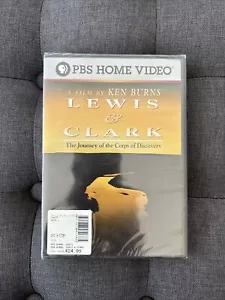 PBS HOME VIDEO
A FILM BY KEN BURNS
LEWIS
&
CLARK
The Journey of the Corps of Discovery